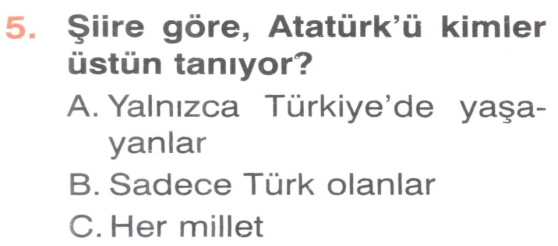 5. Şiire göre, Atatürk'ü kimler
üstün tanıyor?
A. Yalnızca Türkiye'de yaşa-
yanlar
B. Sadece Türk olanlar
C. Her millet